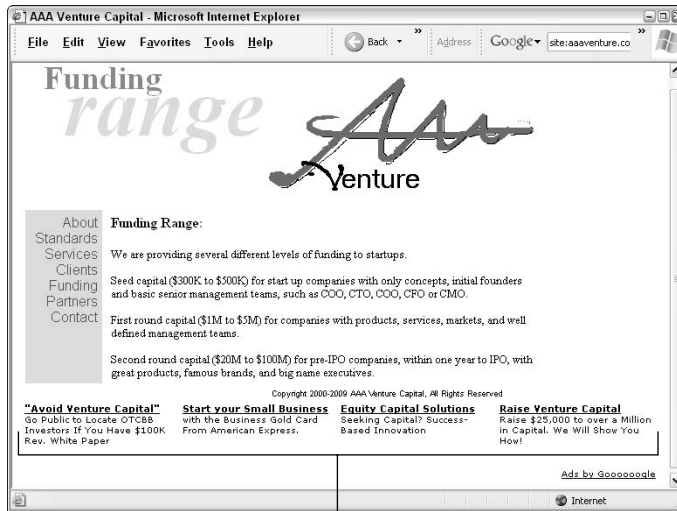 AAA Venture Capital - Microsoft Internet Explorer
File Edit View Favorites Tools Help
Back
Address
Google
site:aaaventure.co
Funding
range
AAA
Venture
About
Standards
Services
Clients
Funding
Partners
Contact
Funding Range:
We are providing several different levels of funding to startups.
Seed capital ($300K to $500K) for start up companies with only concepts, initial founders
and basic senior management teams, such as COO, CTO, COO, CFO or CMO.
First round capital ($1M to $5M) for companies with products, services, markets, and well
defined management teams.
Second round capital ($20M to $100M) for pre-IPO companies, within one year to IPO, with
great products, famous brands, and big name executives.
Copyright 2000-2009 AAA Venture Capital, All Rights Reserved
"Avoid Venture Capital"
Go Public to Locate OTCBB
Investors If You Have $100K
Rev. White Paper
Start your Small Business
with the Business Gold Card
From American Express.
Equity Capital Solutions
Seeking Capital? Success-
Based Innovation
Raise Venture Capital
Raise $25,000 to over a Million
in Capital. We Will Show You
How!
Ads by Goooooogle
Internet